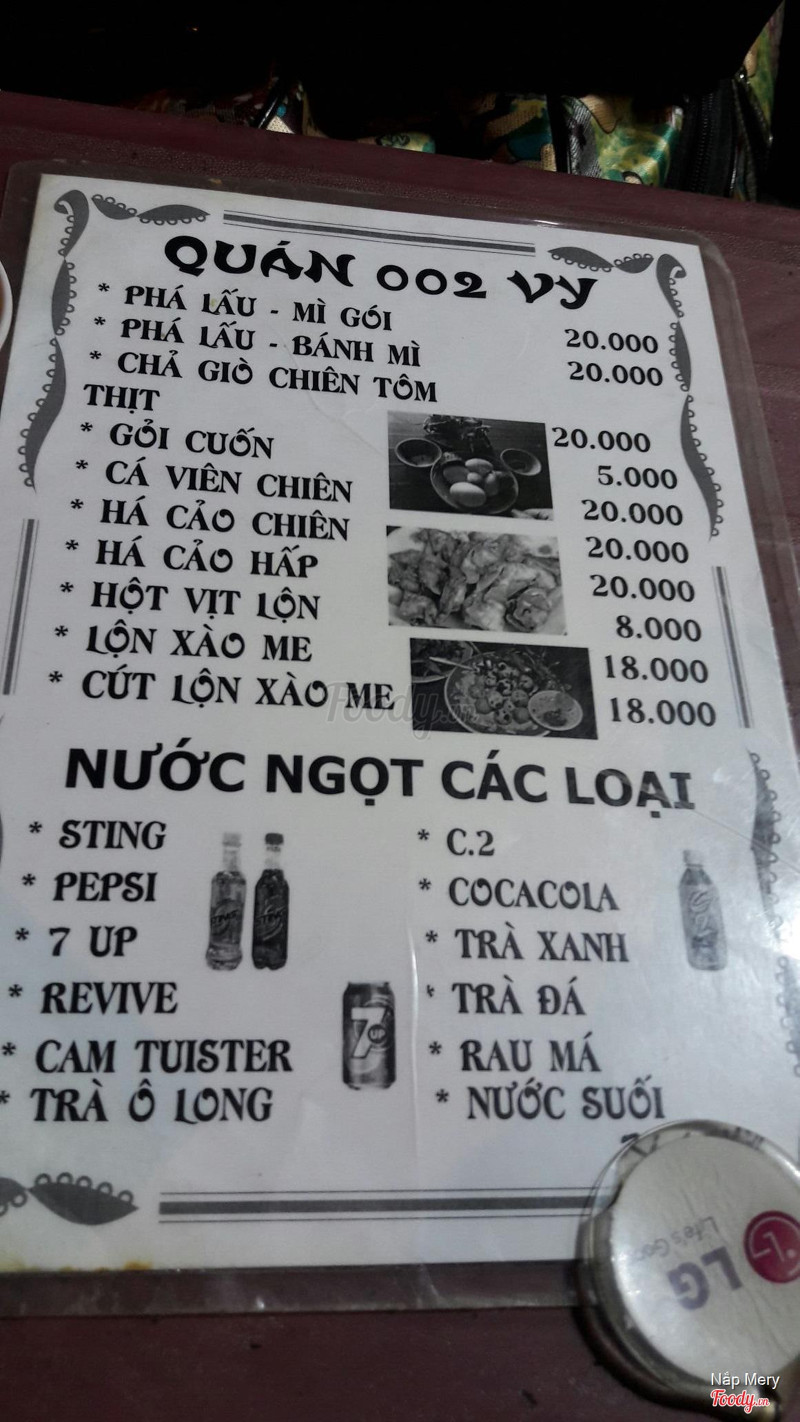 QUÁN 002 VY
* PHÁ LẤU - MÌ GÓI 20.000
* PHÁ LẤU - BÁNH MÌ 20.000
* CHẢ GIÒ CHIÊN TÔM
THỊT 20.000
* GỎI CUỐN 5.000
* CÁ VIÊN CHIÊN 20.000
* HÁ CẢO CHIÊN 20.000
* HÁ CẢO HẤP 20.000
* HỘT VỊT LỘN 8.000
* LỘN XÀO ME 18.000
* CÚT LỘN XÀO ME 18.000
Foody.vn
NƯỚC NGỌT CÁC LOẠI
* STING * C.2
* PEPSI * COCACOLA
* 7 UP * TRÀ XANH
* REVIVE * TRÀ ĐÁ
* CAM TUISTER * RAU MÁ
* TRÀ Ô LONG * NƯỚC SUỐI
7UP
LG
Nắp Mery
Foody.vn